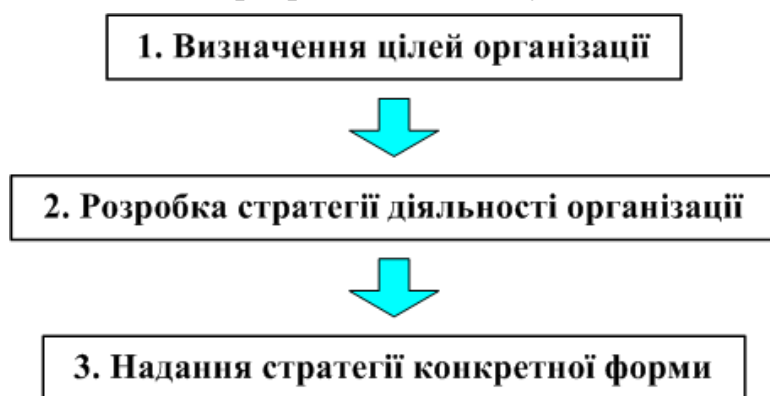 1. Визначення цілей організації
2. Розробка стратегії діяльності організації
3. Надання стратегії конкретної форми